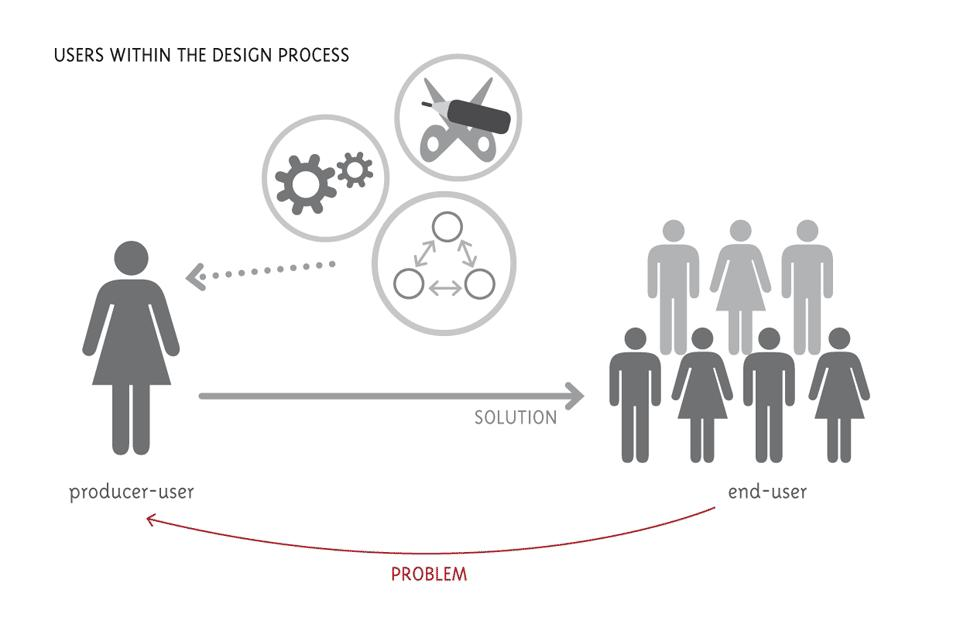 USERS WITHIN THE DESIGN PROCESS
SOLUTION
producer-user
end-user
PROBLEM